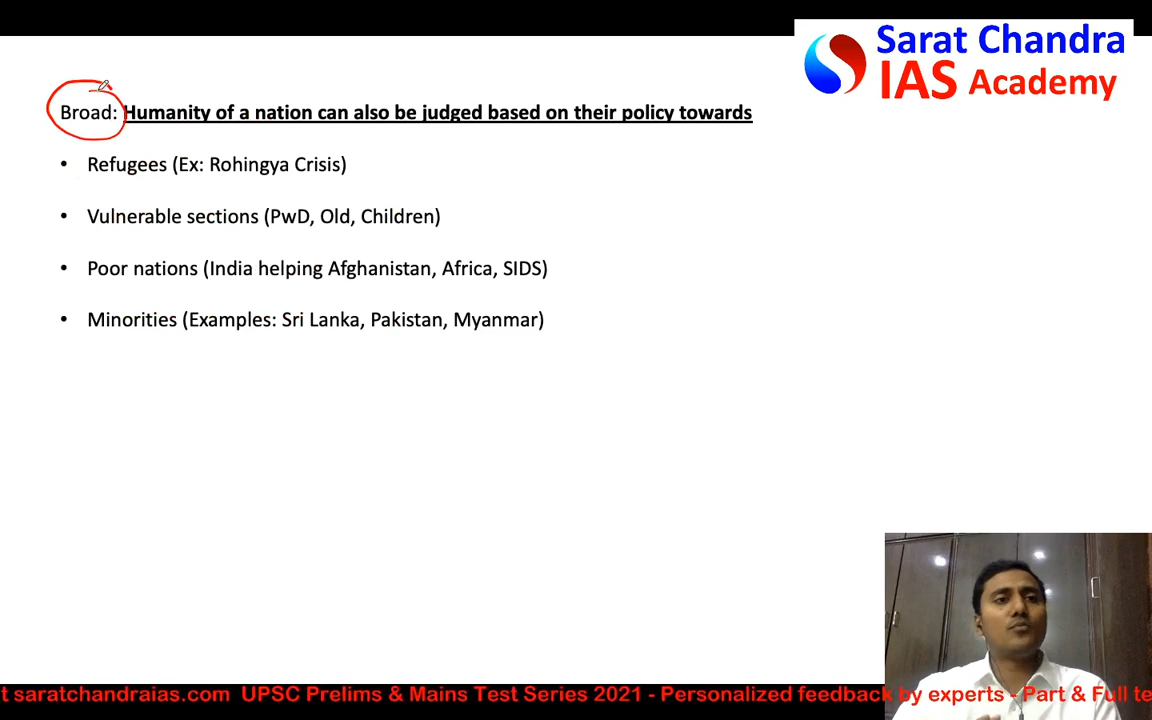 Sarat Chandra
IAS Academy
Broad: Humanity of a nation can also be judged based on their policy towards
• Refugees (Ex: Rohingya Crisis)
• Vulnerable sections (PwD, Old, Children)
• Poor nations (India helping Afghanistan, Africa, SIDS)
• Minorities (Examples: Sri Lanka, Pakistan, Myanmar)
t saratchandraias.com UPSC Prelims & Mains Test Series 2021 - Personalized feedback by experts - Part & Full te